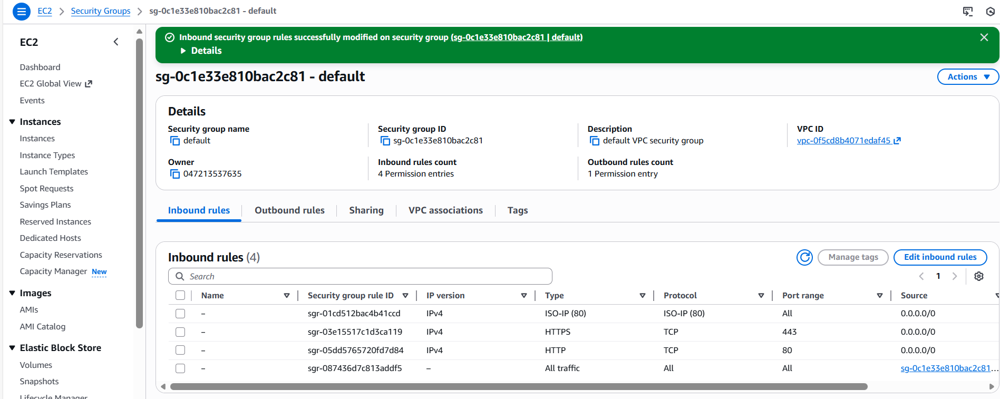 EC2 > Security Groups > sg-0c1e33e810bac2c81 - default
EC2
Dashboard
EC2 Global View
Events
Instances
Instances
Instance Types
Launch Templates
Spot Requests
Savings Plans
Reserved Instances
Dedicated Hosts
Capacity Reservations
Capacity Manager New
Images
AMIs
AMI Catalog
Elastic Block Store
Volumes
Snapshots
Lifecycle Manager
Inbound security group rules successfully modified on security group (sg-0c1e33e810bac2c81 | default)
Details
sg-0c1e33e810bac2c81 - default
Actions
Details
Security group name
default
Security group ID
sg-0c1e33e810bac2c81
Description
default VPC security group
VPC ID
vpc-0f5cd8b4071edaf45
Owner
047213537635
Inbound rules count
4 Permission entries
Outbound rules count
1 Permission entry
Inbound rules Outbound rules Sharing VPC associations Tags
Inbound rules (4)
Manage tags
Edit inbound rules
Search
1
Name Security group rule ID IP version Type Protocol Port range Source
– sgr-01cd512bac4b41ccd IPv4 ISO-IP (80) ISO-IP (80) All 0.0.0.0/0
– sgr-03e15517c1d3ca119 IPv4 HTTPS TCP 443 0.0.0.0/0
– sgr-05dd5765720fd7d84 IPv4 HTTP TCP 80 0.0.0.0/0
– sgr-087436d7c813addf5 – All traffic All All sg-0c1e33e810bac2c81...